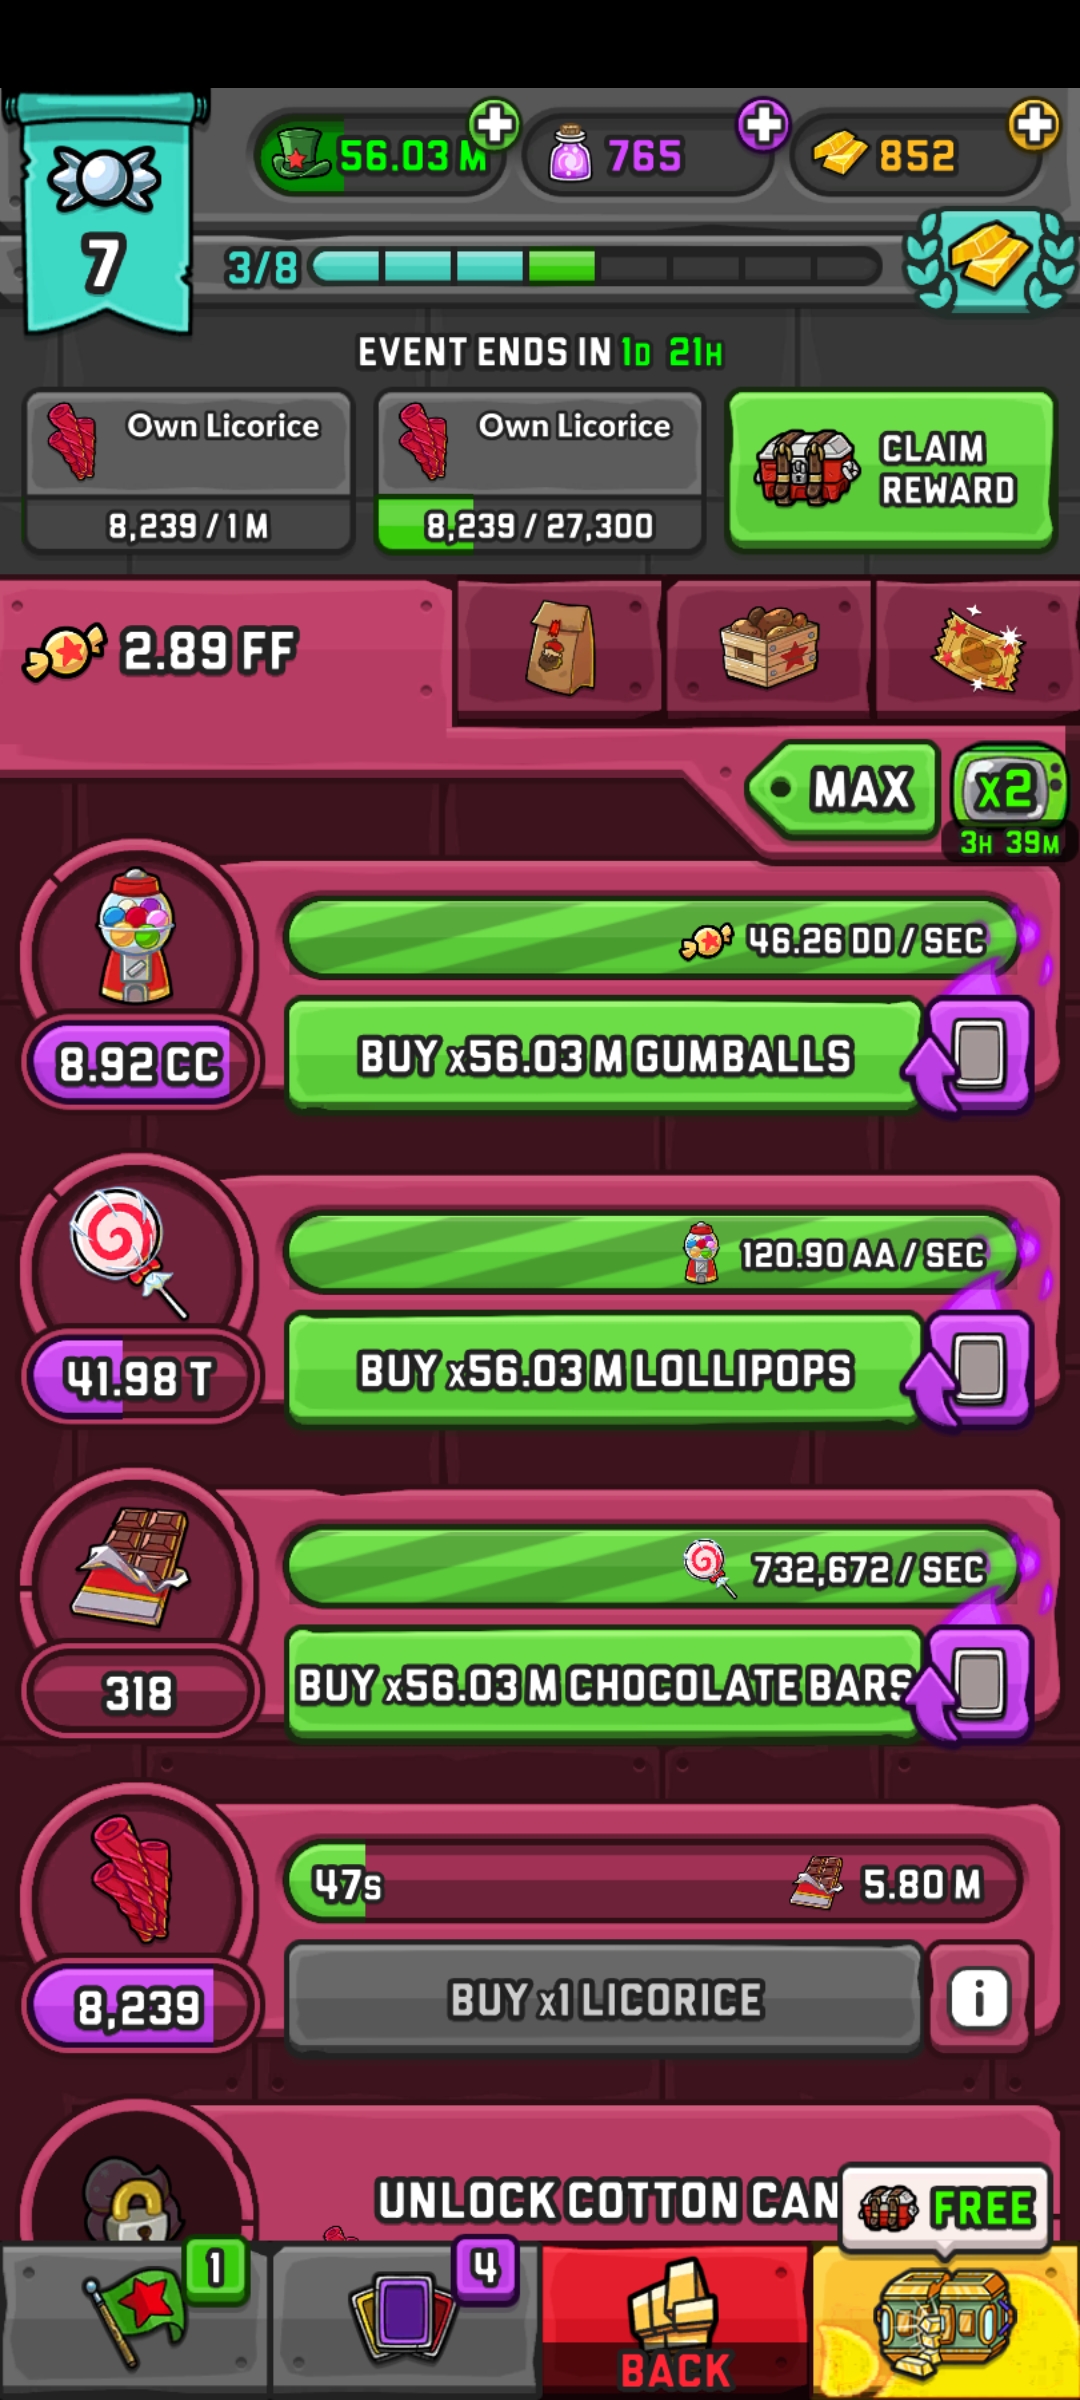 56.03 M
765
852
7
3/8
EVENT ENDS IN 1D 21H
Own Licorice
8,239 / 1 M
Own Licorice
8,239 / 27,300
CLAIM
REWARD
2.89 FF
MAX
x2
3H 39M
46.26 DD / SEC
8.92 CC
BUY x56.03 M GUMBALLS
120.90 AA / SEC
41.98 T
BUY x56.03 M LOLLIPOPS
732,672 / SEC
318
BUY x56.03 M CHOCOLATE BARS
47s
5.80 M
8,239
BUY x1 LICORICE
i
UNLOCK COTTON CAN
FREE
1
4
BACK